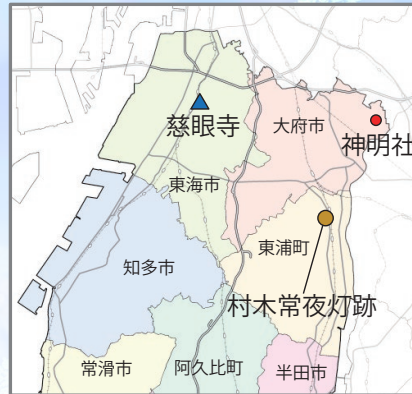 慈眼寺
大府市
神明社
東海市
東浦町
知多市
村木常夜灯跡
常滑市
阿久比町
半田市